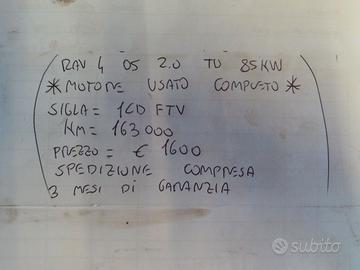 RAV 4 05 2.0 TD 85KW
* MOTORE USATO COMPLETO *
SIGLA = 1CD FTV
KM = 163000
PREZZO = € 1600
SPEDIZIONE COMPRESA
3 MESI DI GARANZIA
subito